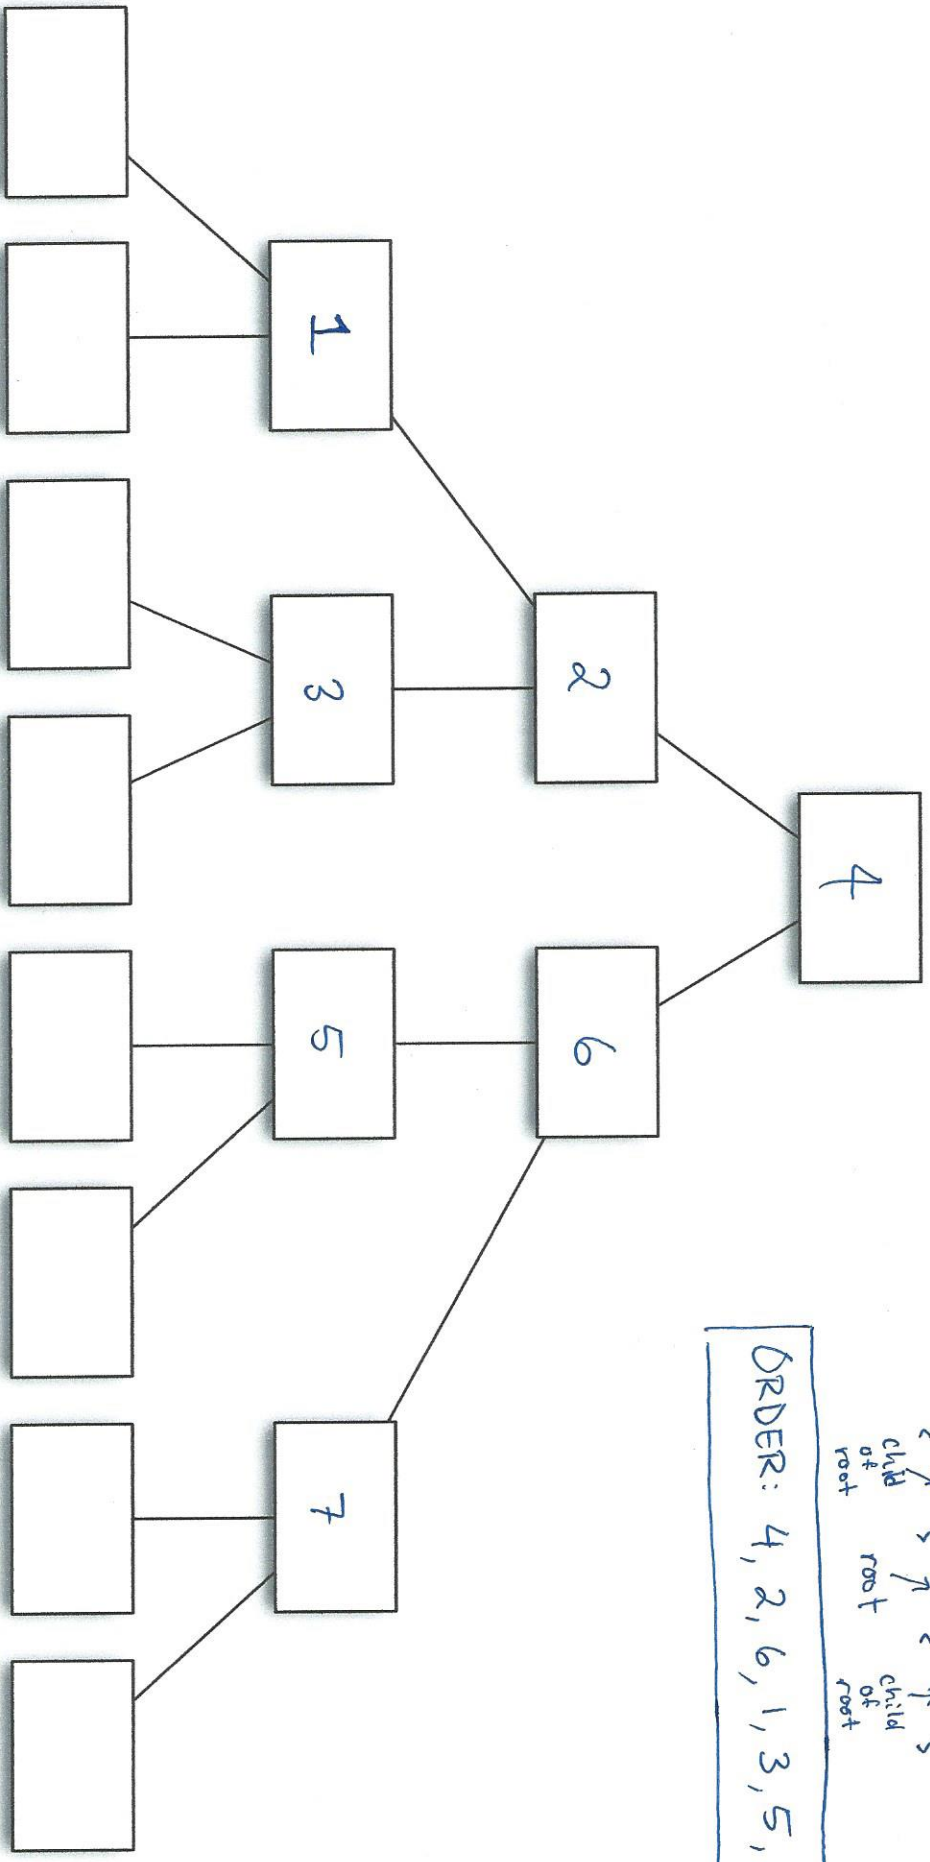 child of root
root
child of root
ORDER: 4, 2, 6, 1, 3, 5,
4
2 6
1 3 5 7